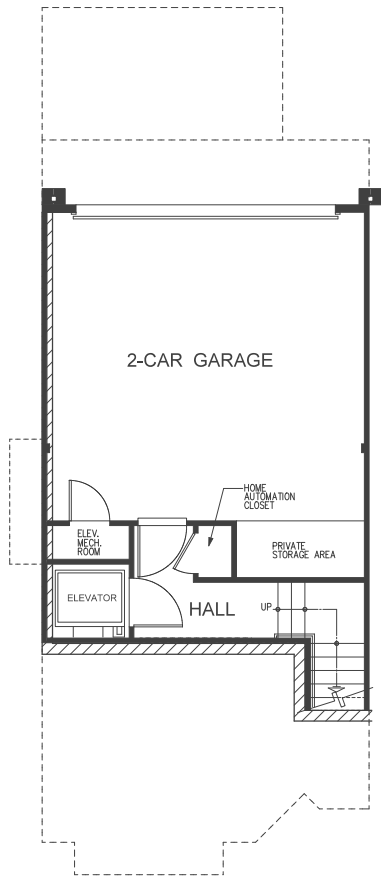 2-CAR GARAGE
HOME
AUTOMATION
CLOSET
ELEV.
MECH.
ROOM
PRIVATE
STORAGE AREA
ELEVATOR
HALL
UP